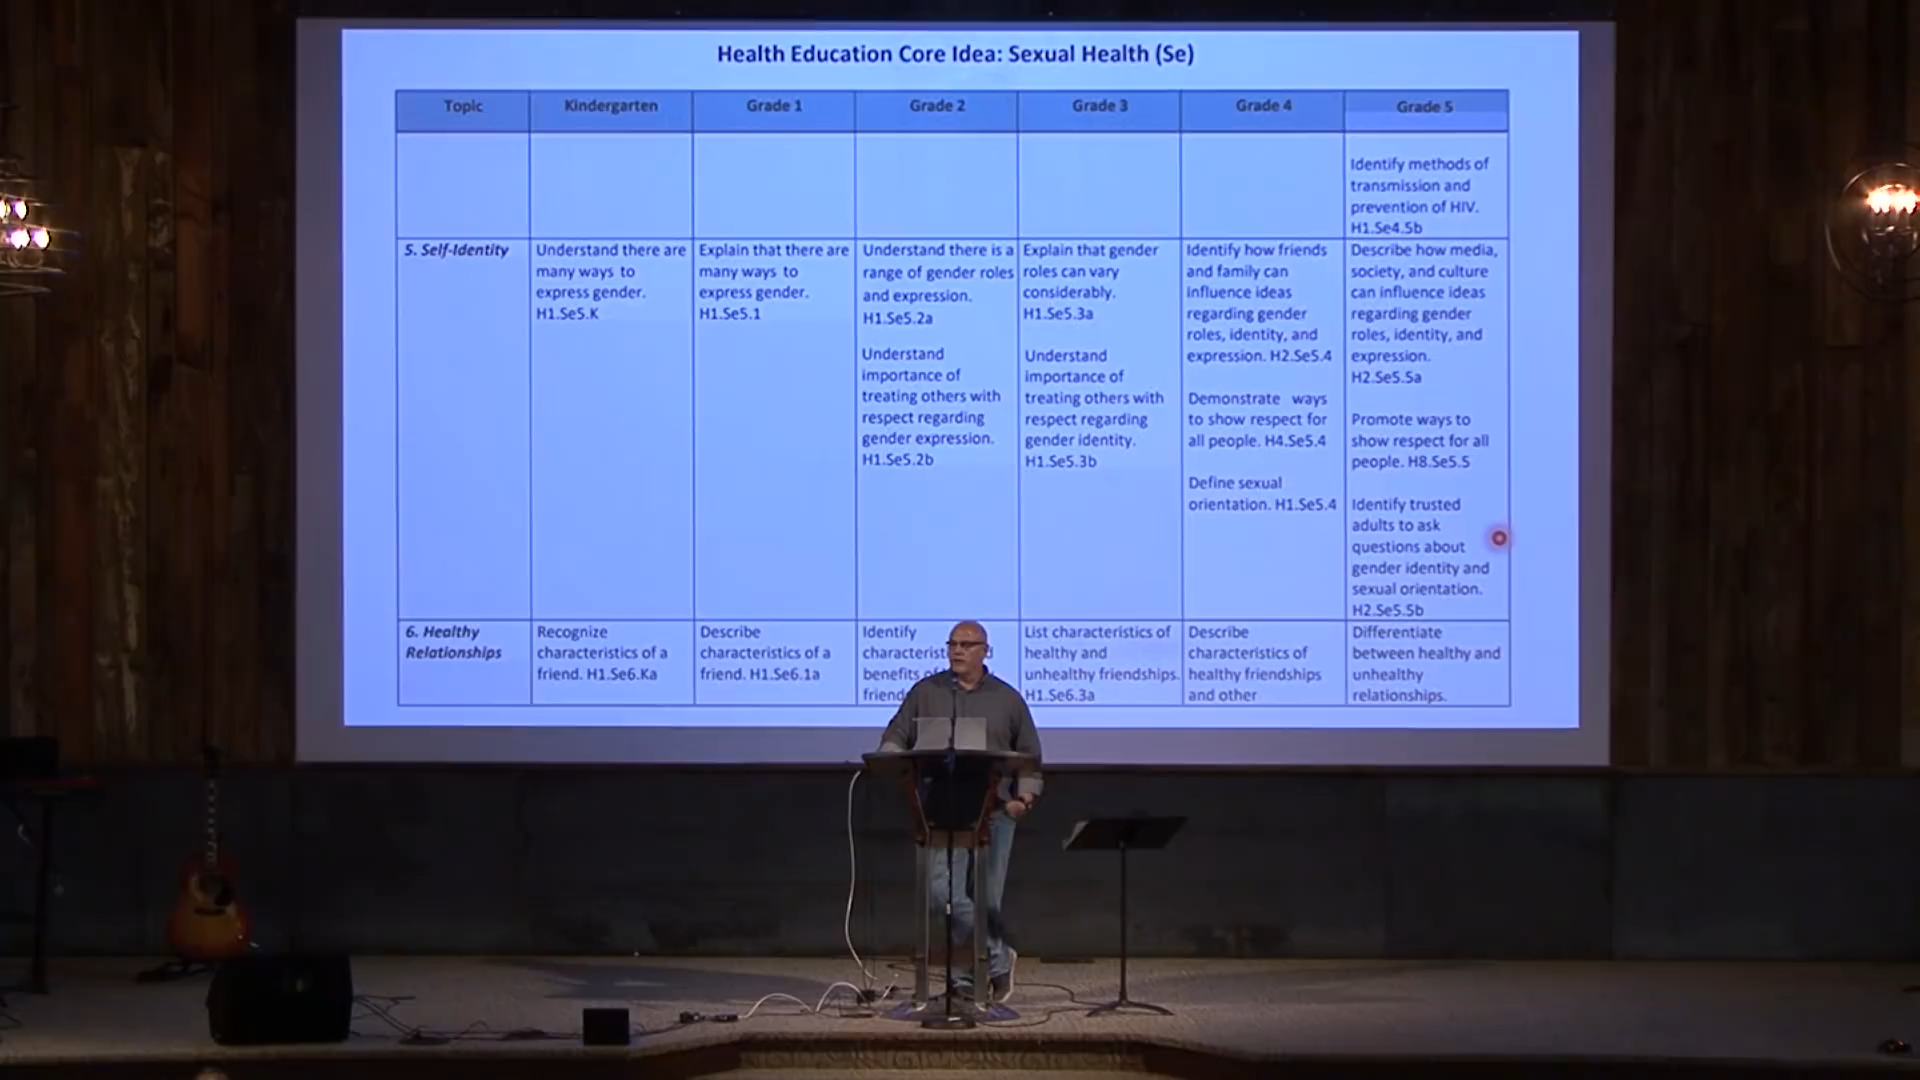 Health Education Core Idea: Sexual Health (Se)
Topic
Kindergarten
Grade 1
Grade 2
Grade 3
Grade 4
Grade 5
Identify methods of
transmission and
prevention of HIV.
H1.Se4.5b
5. Self-Identity
Understand there are
many ways to
express gender.
H1.Se5.K
Explain that there are
many ways to
express gender.
H1.Se5.1
Understand there is a
range of gender roles
and expression.
H1.Se5.2a
Understand
importance of
treating others with
respect regarding
gender expression.
H1.Se5.2b
Explain that gender
roles can vary
considerably.
H1.Se5.3a
Understand
importance of
treating others with
respect regarding
gender identity.
H1.Se5.3b
Identify how friends
and family can
influence ideas
regarding gender
roles, identity, and
expression. H2.Se5.4
Demonstrate ways
to show respect for
all people. H4.Se5.4
Define sexual
orientation. H1.Se5.4
Describe how media,
society, and culture
can influence ideas
regarding gender
roles, identity, and
expression.
H2.Se5.5a
Promote ways to
show respect for all
people. H8.Se5.5
Identify trusted
adults to ask
questions about
gender identity and
sexual orientation.
H2.Se5.5b
6. Healthy
Relationships
Recognize
characteristics of a
friend. H1.Se6.Ka
Describe
characteristics of a
friend. H1.Se6.1a
Identify
benefits
List characteristics of
healthy and
unhealthy friendships.
H1.Se6.3a
Describe
characteristics of
healthy friendships
and other
Differentiate
between healthy and
unhealthy
relationships.